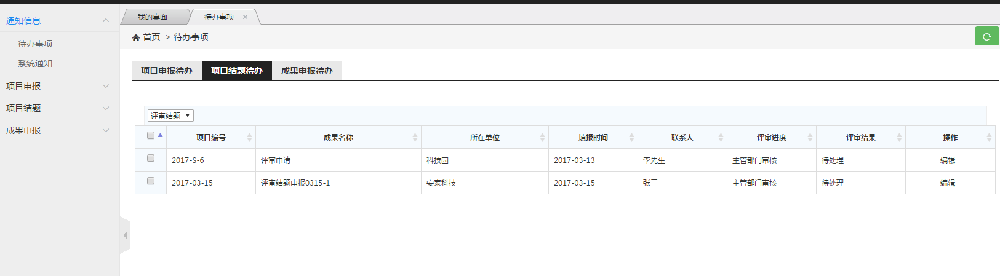 通知信息
待办事项
系统通知
项目申报
项目结题
成果申报
我的桌面 待办事项 ×
首页 > 待办事项
项目申报待办 项目结题待办 成果申报待办
评审结题
项目编号 成果名称 所在单位 填报时间 联系人 评审进度 评审结果 操作
2017-S-6 评审申请 科技园 2017-03-13 李先生 主管部门审核 待处理 编辑
2017-03-15 评审结题申报0315-1 安泰科技 2017-03-15 张三 主管部门审核 待处理 编辑